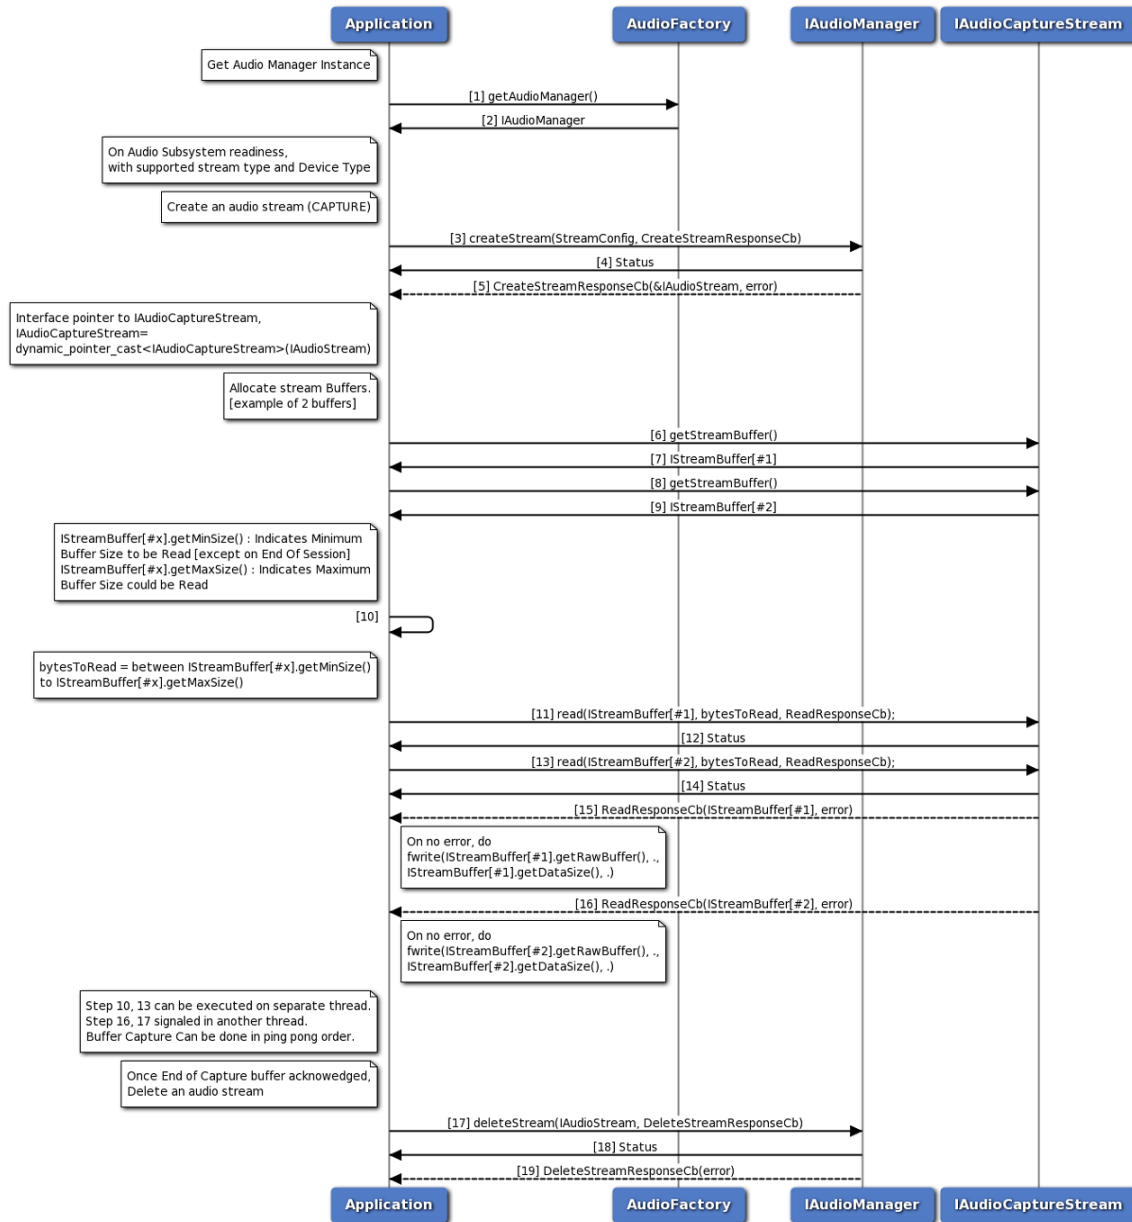 Application
AudioFactory
IAudioManager
IAudioCaptureStream
Get Audio Manager Instance
[1] getAudioManager()
[2] IAudioManager
On Audio Subsystem readiness,
with supported stream type and Device Type
Create an audio stream (CAPTURE)
[3] createStream(StreamConfig, CreateStreamResponseCb)
[4] Status
[5] CreateStreamResponseCb(&IAudioStream, error)
Interface pointer to IAudioCaptureStream,
IAudioCaptureStream=
dynamic_pointer_cast<IAudioCaptureStream>(IAudioStream)
Allocate stream Buffers.
[example of 2 buffers]
[6] getStreamBuffer()
[7] IStreamBuffer[#1]
[8] getStreamBuffer()
[9] IStreamBuffer[#2]
IStreamBuffer[#x].getMinSize() : Indicates Minimum
Buffer Size to be Read [except on End Of Session]
IStreamBuffer[#x].getMaxSize() : Indicates Maximum
Buffer Size could be Read
[10]
bytesToRead = between IStreamBuffer[#x].getMinSize()
to IStreamBuffer[#x].getMaxSize()
[11] read(IStreamBuffer[#1], bytesToRead, ReadResponseCb);
[12] Status
[13] read(IStreamBuffer[#2], bytesToRead, ReadResponseCb);
[14] Status
[15] ReadResponseCb(IStreamBuffer[#1], error)
On no error, do
fwrite(IStreamBuffer[#1].getRawBuffer(), .,
IStreamBuffer[#1].getDataSize(), .)
[16] ReadResponseCb(IStreamBuffer[#2], error)
On no error, do
fwrite(IStreamBuffer[#2].getRawBuffer(), .,
IStreamBuffer[#2].getDataSize(), .)
Step 10, 13 can be executed on separate thread.
Step 16, 17 signaled in another thread.
Buffer Capture Can be done in ping pong order.
Once End of Capture buffer acknowedged,
Delete an audio stream
[17] deleteStream(IAudioStream, DeleteStreamResponseCb)
[18] Status
[19] DeleteStreamResponseCb(error)
Application
AudioFactory
IAudioManager
IAudioCaptureStream